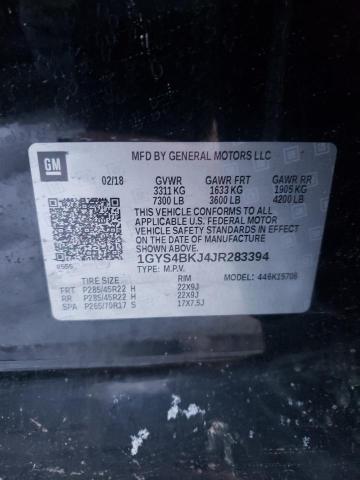 GM
MFD BY GENERAL MOTORS LLC
02/18 GVWR GAWR FRT GAWR RR
3311 KG 1633 KG 1905 KG
7300 LB 3600 LB 4200 LB
THIS VEHICLE CONFORMS TO ALL
APPLICABLE U.S. FEDERAL MOTOR
VEHICLE SAFETY STANDARDS IN
EFFECT ON THE DATE OF MANUFACTURE
SHOWN ABOVE.
1GYS4BKJ4JR283394
TYPE: M.P.V. MODEL:
TIRE SIZE RIM
FRT P285/45R22 H 22X9J
RR P285/45R22 H 22X9J
SPA P265/70R17 S 17X7.5J